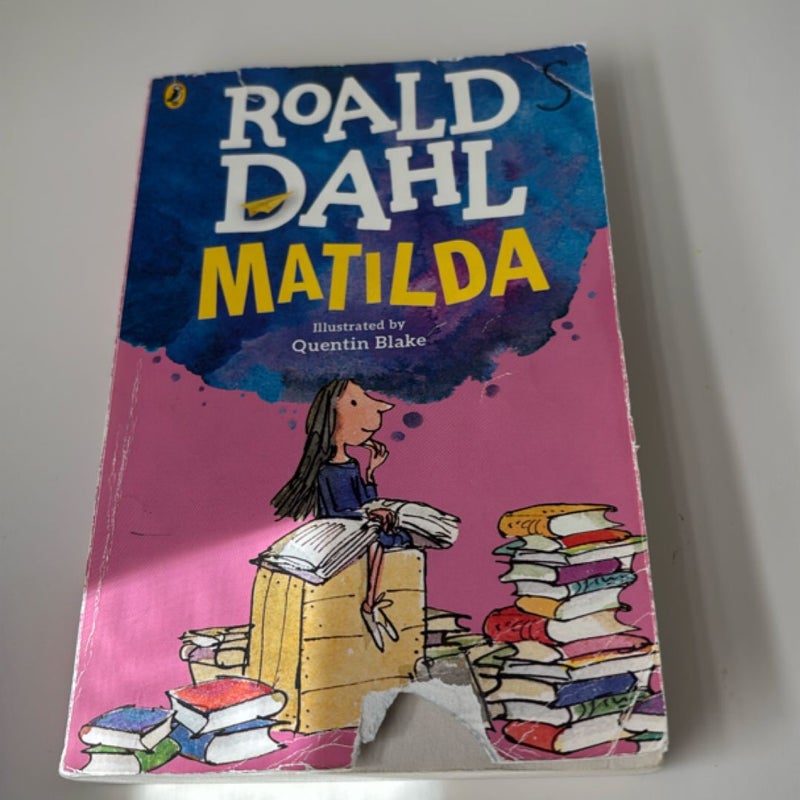 S
ROALD
DAHL
MATILDA
Illustrated by
Quentin Blake